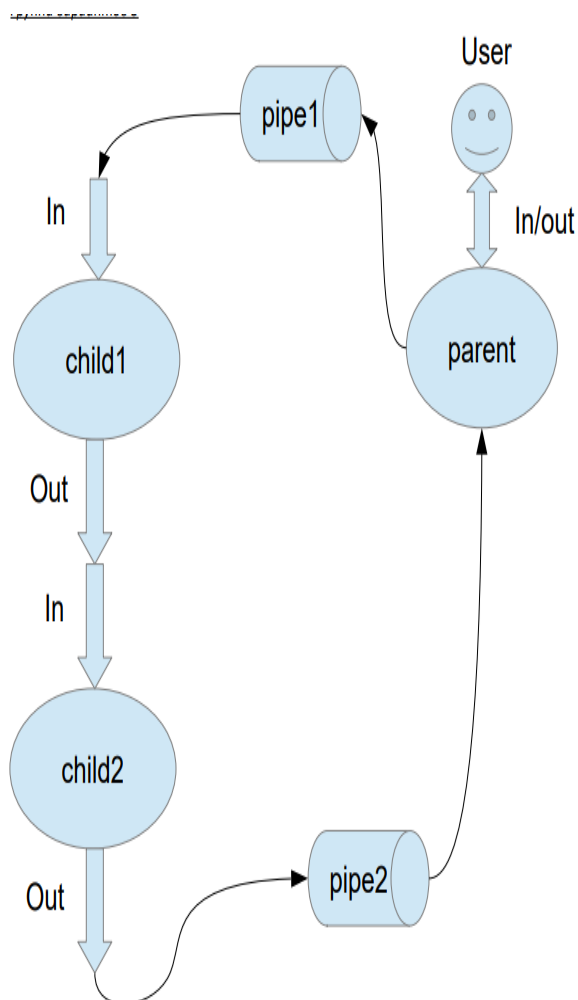 User
pipe1
In
In/out
parent
child1
Out
In
child2
Out
pipe2